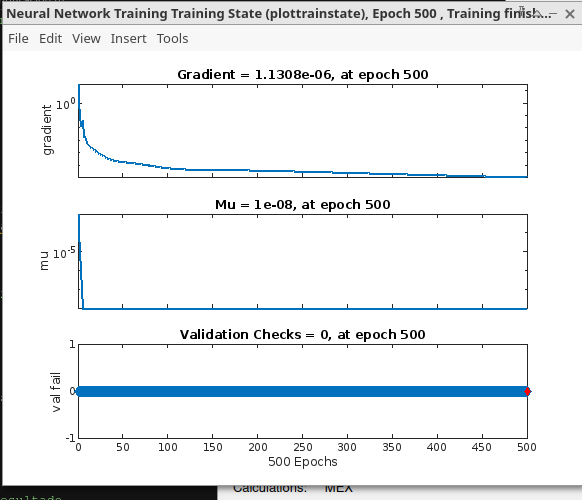 Neural Network Training Training State (plottrainstate), Epoch 500 , Training finish...
File Edit View Insert Tools
Gradient = 1.1308e-06, at epoch 500
10^0
gradient
Mu = 1e-08, at epoch 500
10^-5
mu
Validation Checks = 0, at epoch 500
1
0
-1
val fail
0 50 100 150 200 250 300 350 400 450 500
500 Epochs
Calculations: MEX